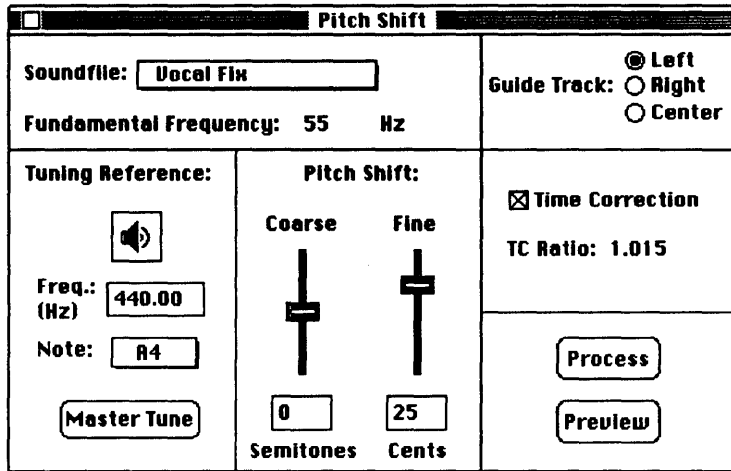 Pitch Shift
Soundfile: Vocal Fix
Fundamental Frequency: 55 Hz
Guide Track:
Left
Right
Center
Tuning Reference:
Freq.: 440.00
(Hz)
Note: A4
Master Tune
Pitch Shift:
Coarse Fine
0 25
Semitones Cents
Time Correction
TC Ratio: 1.015
Process
Preview